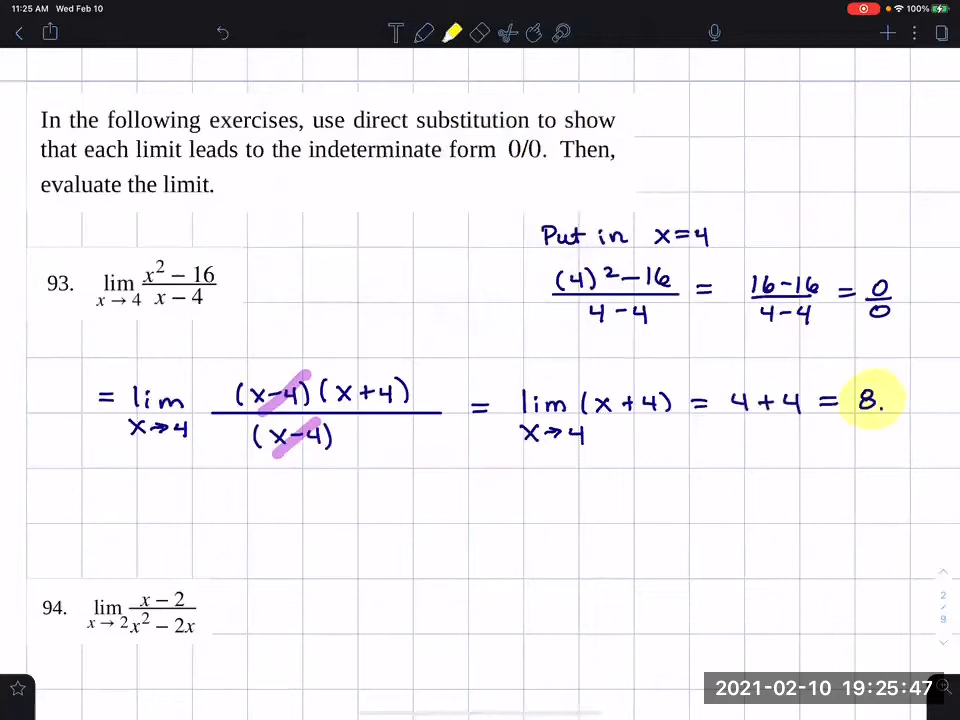 11:25 AM Wed Feb 10
100%
In the following exercises, use direct substitution to show
that each limit leads to the indeterminate form 0/0. Then,
evaluate the limit.
Put in x=4
93. lim x→4 (x² − 16)/(x − 4)
((4)² − 16)/(4 − 4) = (16−16)/(4−4) = 0/0
= lim x→4 ((x−4)(x+4))/((x−4)) = lim x→4 (x+4) = 4+4 = 8.
94. lim x→2 (x − 2)/(x² − 2x)
2/9
2021-02-10 19:25:47